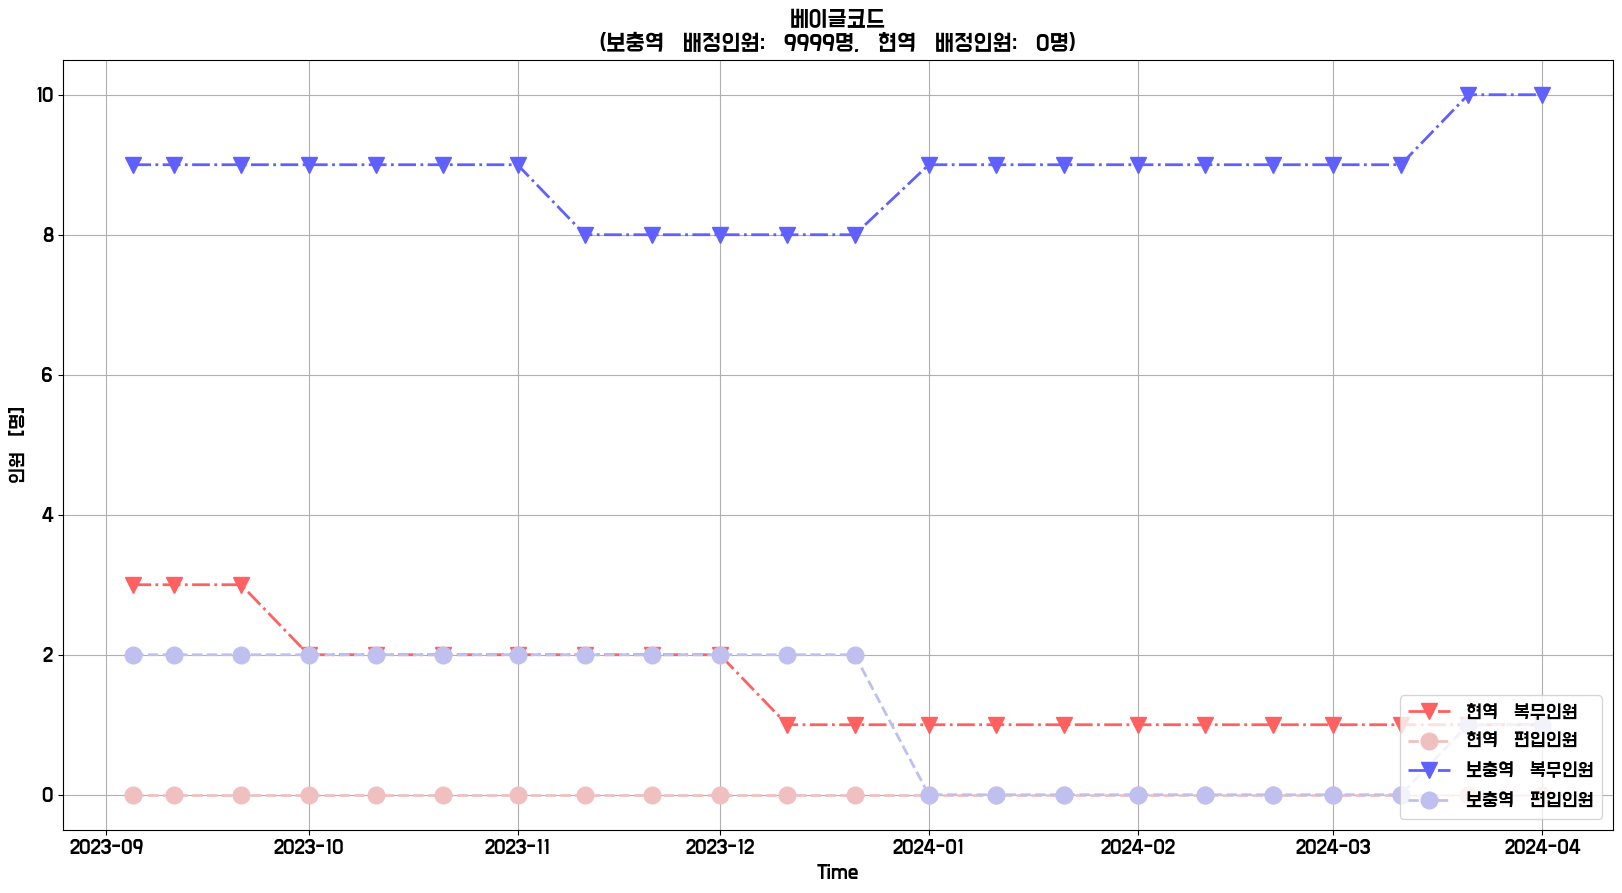 베이글코드
(보충역 배정인원: 9999명, 현역 배정인원: 0명)
10
8
6
4
2
0
인원 [명]
2023-09 2023-10 2023-11 2023-12 2024-01 2024-02 2024-03 2024-04
Time
현역 복무인원
현역 편입인원
보충역 복무인원
보충역 편입인원